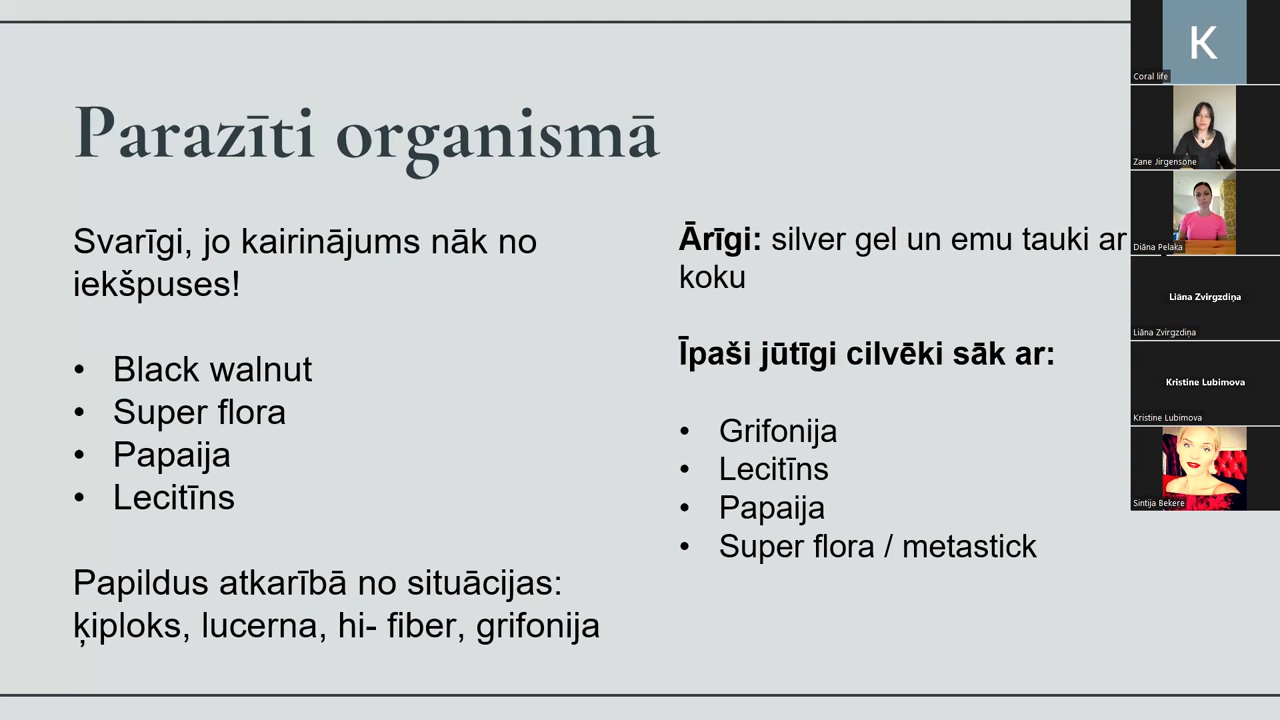 Parazīti organismā
Svarīgi, jo kairinājums nāk no
iekšpuses!
• Black walnut
• Super flora
• Papaija
• Lecitīns
Papildus atkarībā no situācijas:
ķiploks, lucerna, hi- fiber, grifonija
Ārīgi: silver gel un emu tauki ar
koku
Īpaši jūtīgi cilvēki sāk ar:
• Grifonija
• Lecitīns
• Papaija
• Super flora / metastick
K
Coral life
Zane Jirgensone
Diāna Pelaka
Liāna Zvirgzdiņa
Liāna Zvirgzdiņa
Kristine Lubimova
Kristine Lubimova
Sintija Bekere